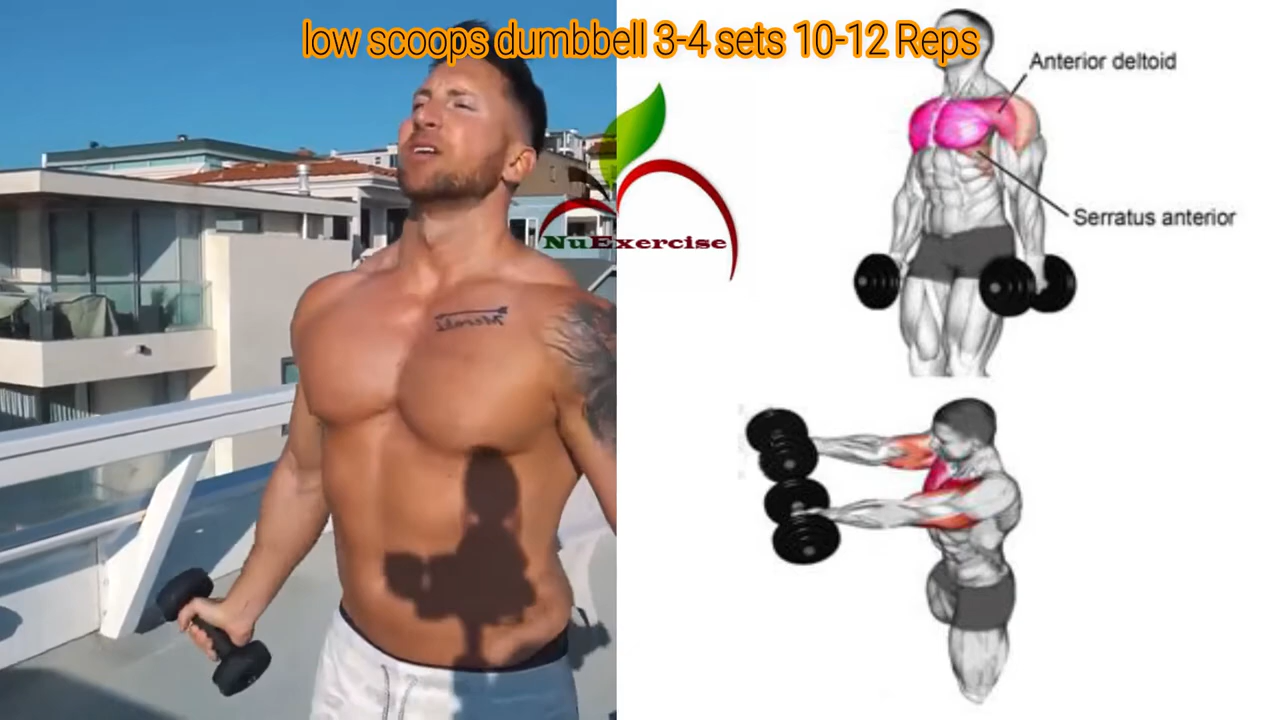 low scoops dumbbell 3-4 sets 10-12 Reps
Anterior deltoid
Serratus anterior
NuExercise